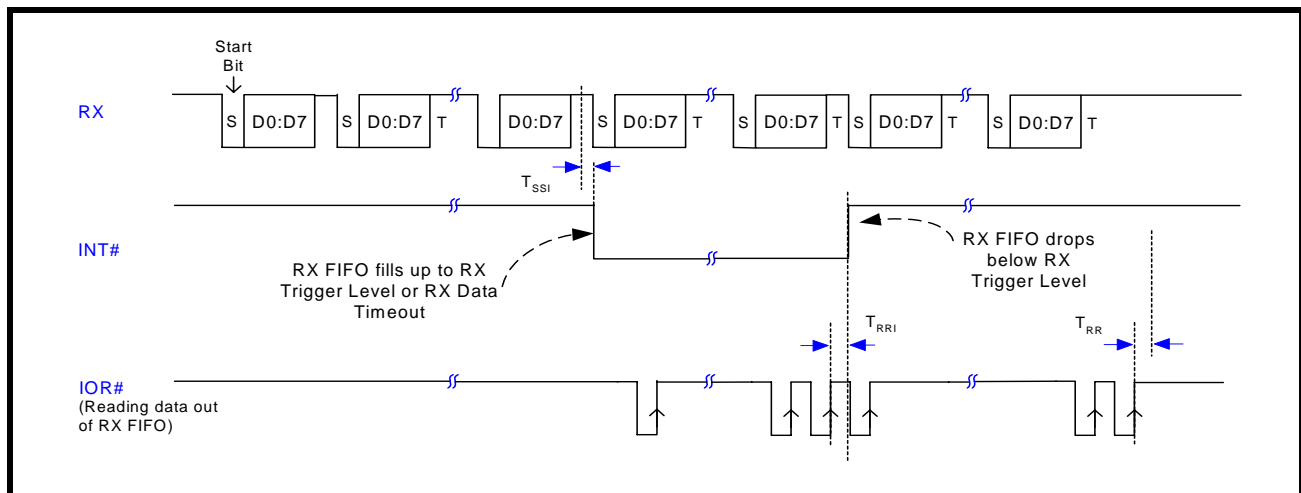 Start
Bit
RX
S D0:D7 S D0:D7 T D0:D7 S D0:D7 T S D0:D7 T S D0:D7 T S D0:D7 T
TSSI
INT#
RX FIFO fills up to RX
Trigger Level or RX Data
Timeout
RX FIFO drops
below RX
Trigger Level
TRRI
TRR
IOR#
(Reading data out
of RX FIFO)